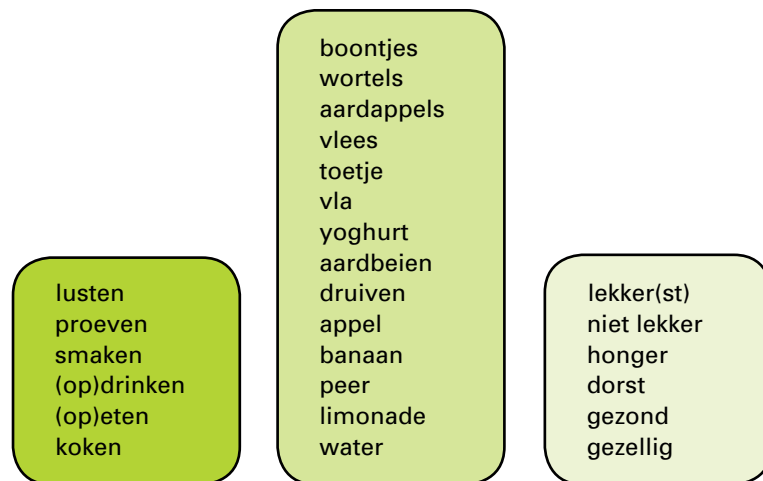 lusten
proeven
smaken
(op)drinken
(op)eten
koken
boontjes
wortels
aardappels
vlees
toetje
vla
yoghurt
aardbeien
druiven
appel
banaan
peer
limonade
water
lekker(st)
niet lekker
honger
dorst
gezond
gezellig